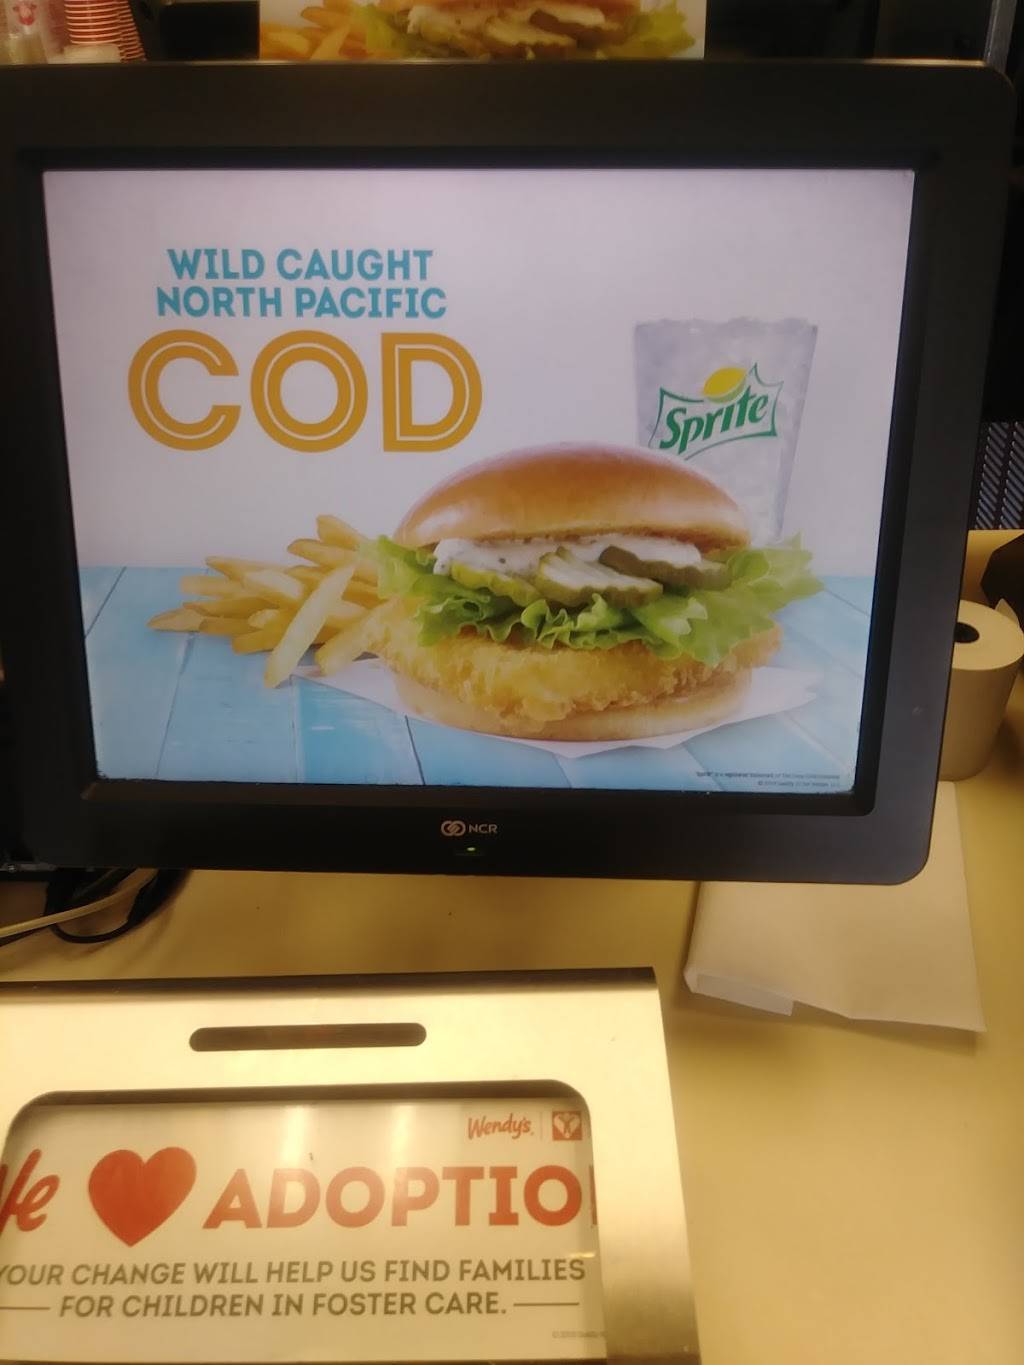 WILD CAUGHT
NORTH PACIFIC
COD
Sprite
NCR
Wendy's
We ADOPTIO
YOUR CHANGE WILL HELP US FIND FAMILIES
FOR CHILDREN IN FOSTER CARE.